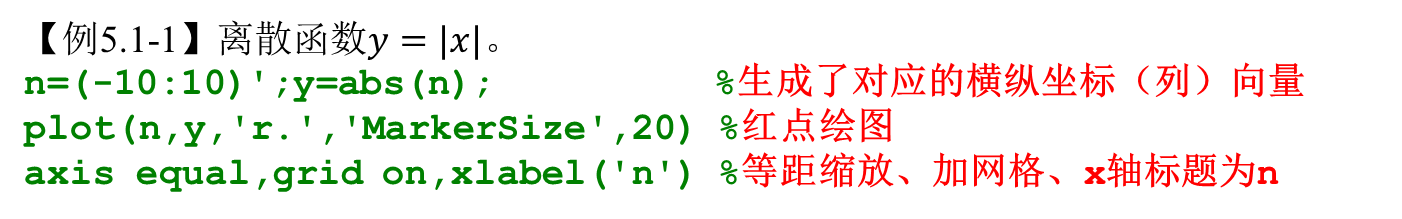 【例5.1-1】离散函数y = |x|。
n=(-10:10)';y=abs(n); %生成了对应的横纵坐标（列）向量
plot(n,y,'r.','MarkerSize',20) %红点绘图
axis equal,grid on,xlabel('n') %等距缩放、加网格、x轴标题为n